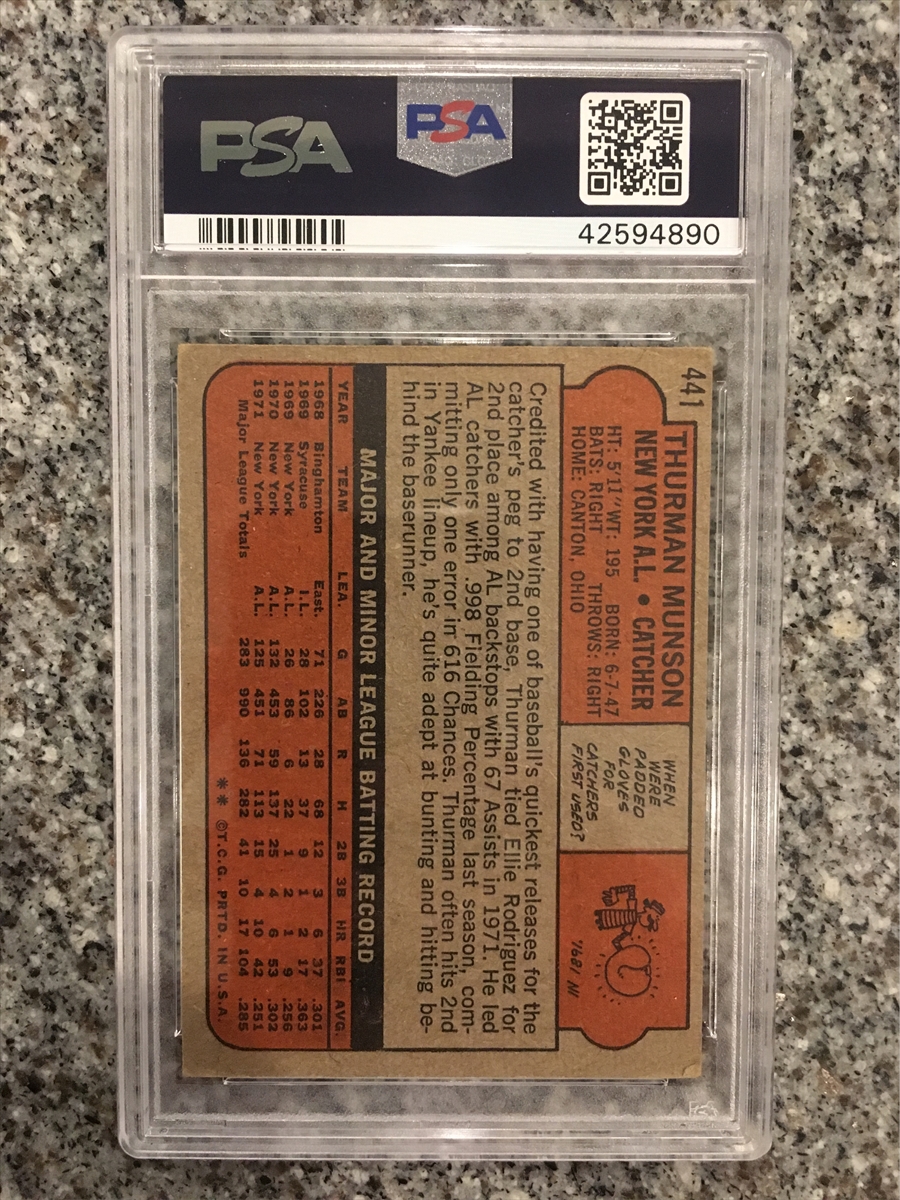 PSA
PSA
42594890
441
THURMAN MUNSON
NEW YORK A.L. • CATCHER
HT: 5'11" WT: 195 BORN: 6-7-47
BATS: RIGHT THROWS: RIGHT
HOME: CANTON, OHIO
WHEN
WERE
PADDED
GLOVES
FOR
CATCHERS
FIRST USED?
IN 1891.
Credited with having one of baseball's quickest releases for the
catcher's peg to 2nd base, Thurman tied Ellie Rodriguez for
2nd place among AL backstops with 67 Assists in 1971. He led
AL catchers with .998 Fielding Percentage last season, com-
mitting only one error in 616 Chances. Thurman often hits 2nd
in Yankee lineup, he's quite adept at bunting and hitting be-
hind the baserunner.
MAJOR AND MINOR LEAGUE BATTING RECORD
YEAR TEAM LEA. G AB R H 2B 3B HR RBI AVG.
1968 Binghamton East. 71 226 28 68 12 3 6 37 .301
1969 Syracuse I.L. 28 102 13 37 9 1 2 17 .363
1969 New York A.L. 26 86 6 22 1 2 1 9 .256
1970 New York A.L. 132 453 59 137 25 4 6 53 .302
1971 New York A.L. 125 451 71 113 15 4 10 42 .251
Major League Totals 283 990 136 282 41 10 17 104 .285
** ©T.C.G. PRTD. IN U.S.A.